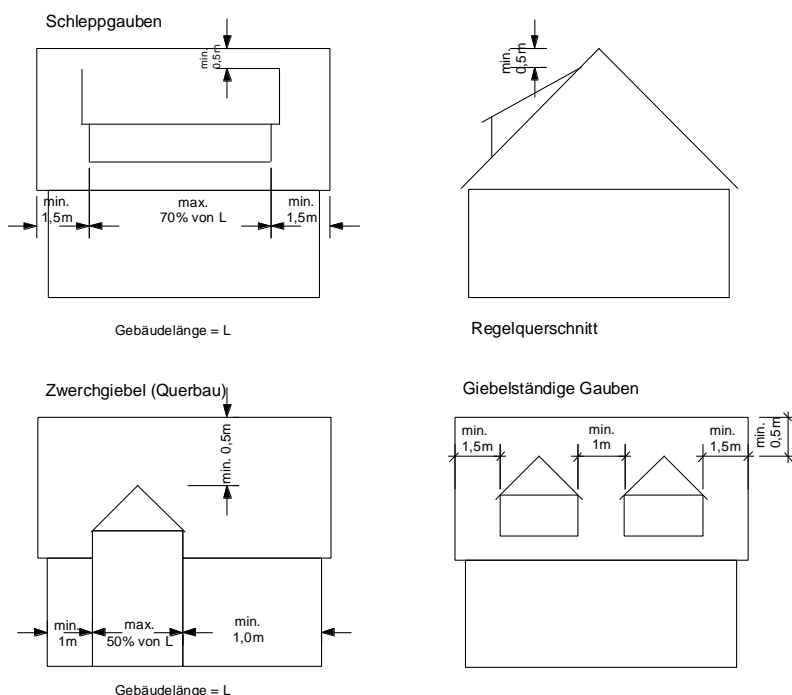 Schleppgauben
min.
0,5m
min.
1,5m
max.
70% von L
min.
1,5m
Gebäudelänge = L
min.
0,5m
Regelquerschnitt
Zwerchgiebel (Querbau)
min. 0,5m
min.
1m
max.
50% von L
min.
1,0m
Gebäudelänge = L
Giebelständige Gauben
min.
1,5m
min.
1m
min.
1,5m
min.
0,5m